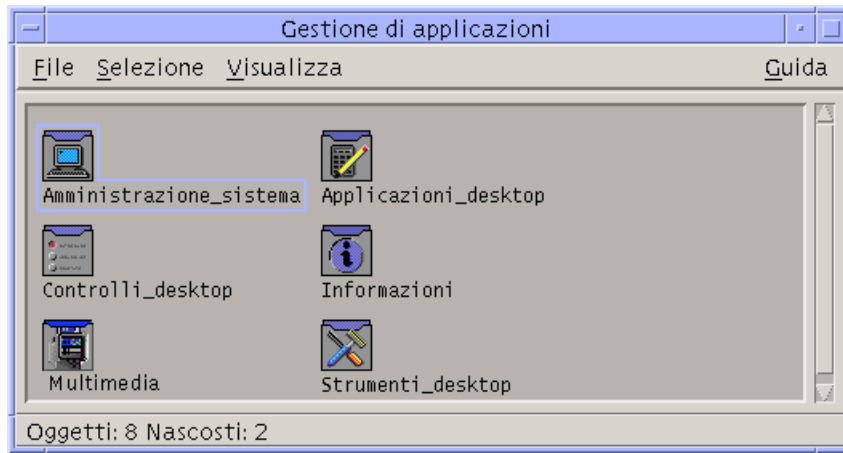 Gestione di applicazioni
File Selezione Visualizza Guida
Amministrazione_sistema Applicazioni_desktop
Controlli_desktop Informazioni
Multimedia Strumenti_desktop
Oggetti: 8 Nascosti: 2